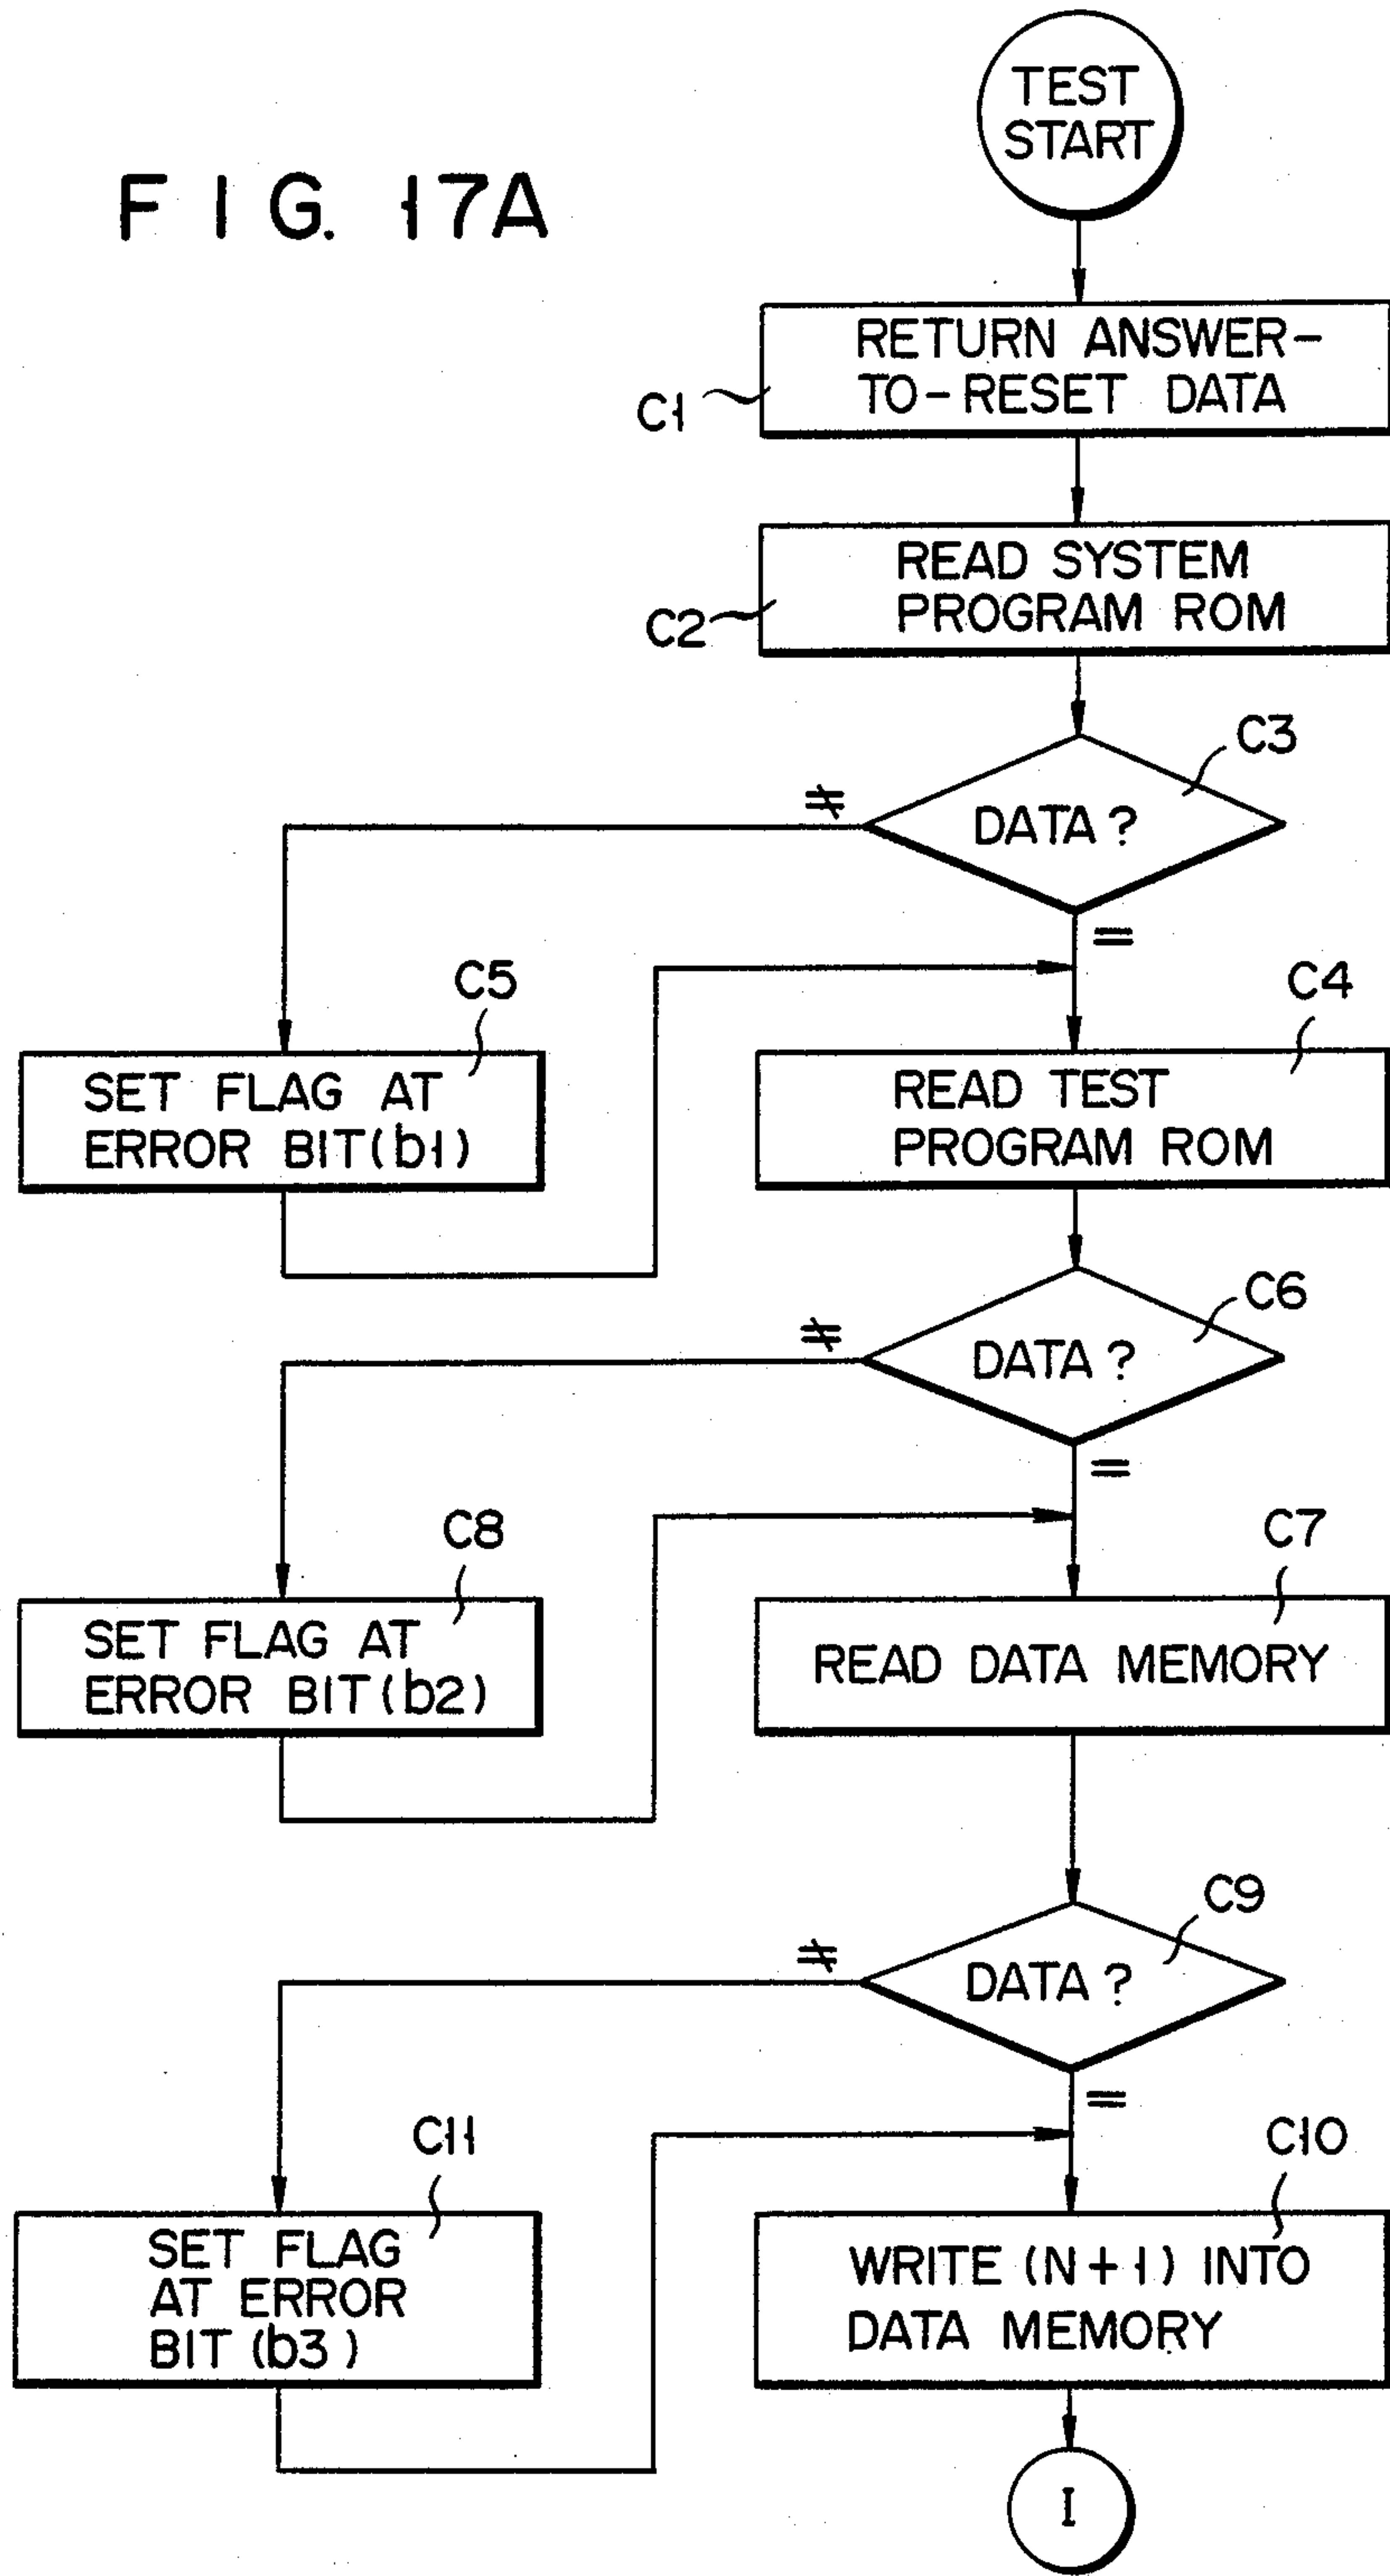 FIG. 17A
TEST
START
RETURN ANSWER-
TO-RESET DATA
C1
READ SYSTEM
PROGRAM ROM
C2
C3
≠
DATA?
=
C5
C4
SET FLAG AT
ERROR BIT(b1)
READ TEST
PROGRAM ROM
C6
≠
DATA?
=
C8
C7
SET FLAG AT
ERROR BIT(b2)
READ DATA MEMORY
C9
≠
DATA?
=
C11
C10
SET FLAG
AT ERROR
BIT(b3)
WRITE (N+1) INTO
DATA MEMORY
I